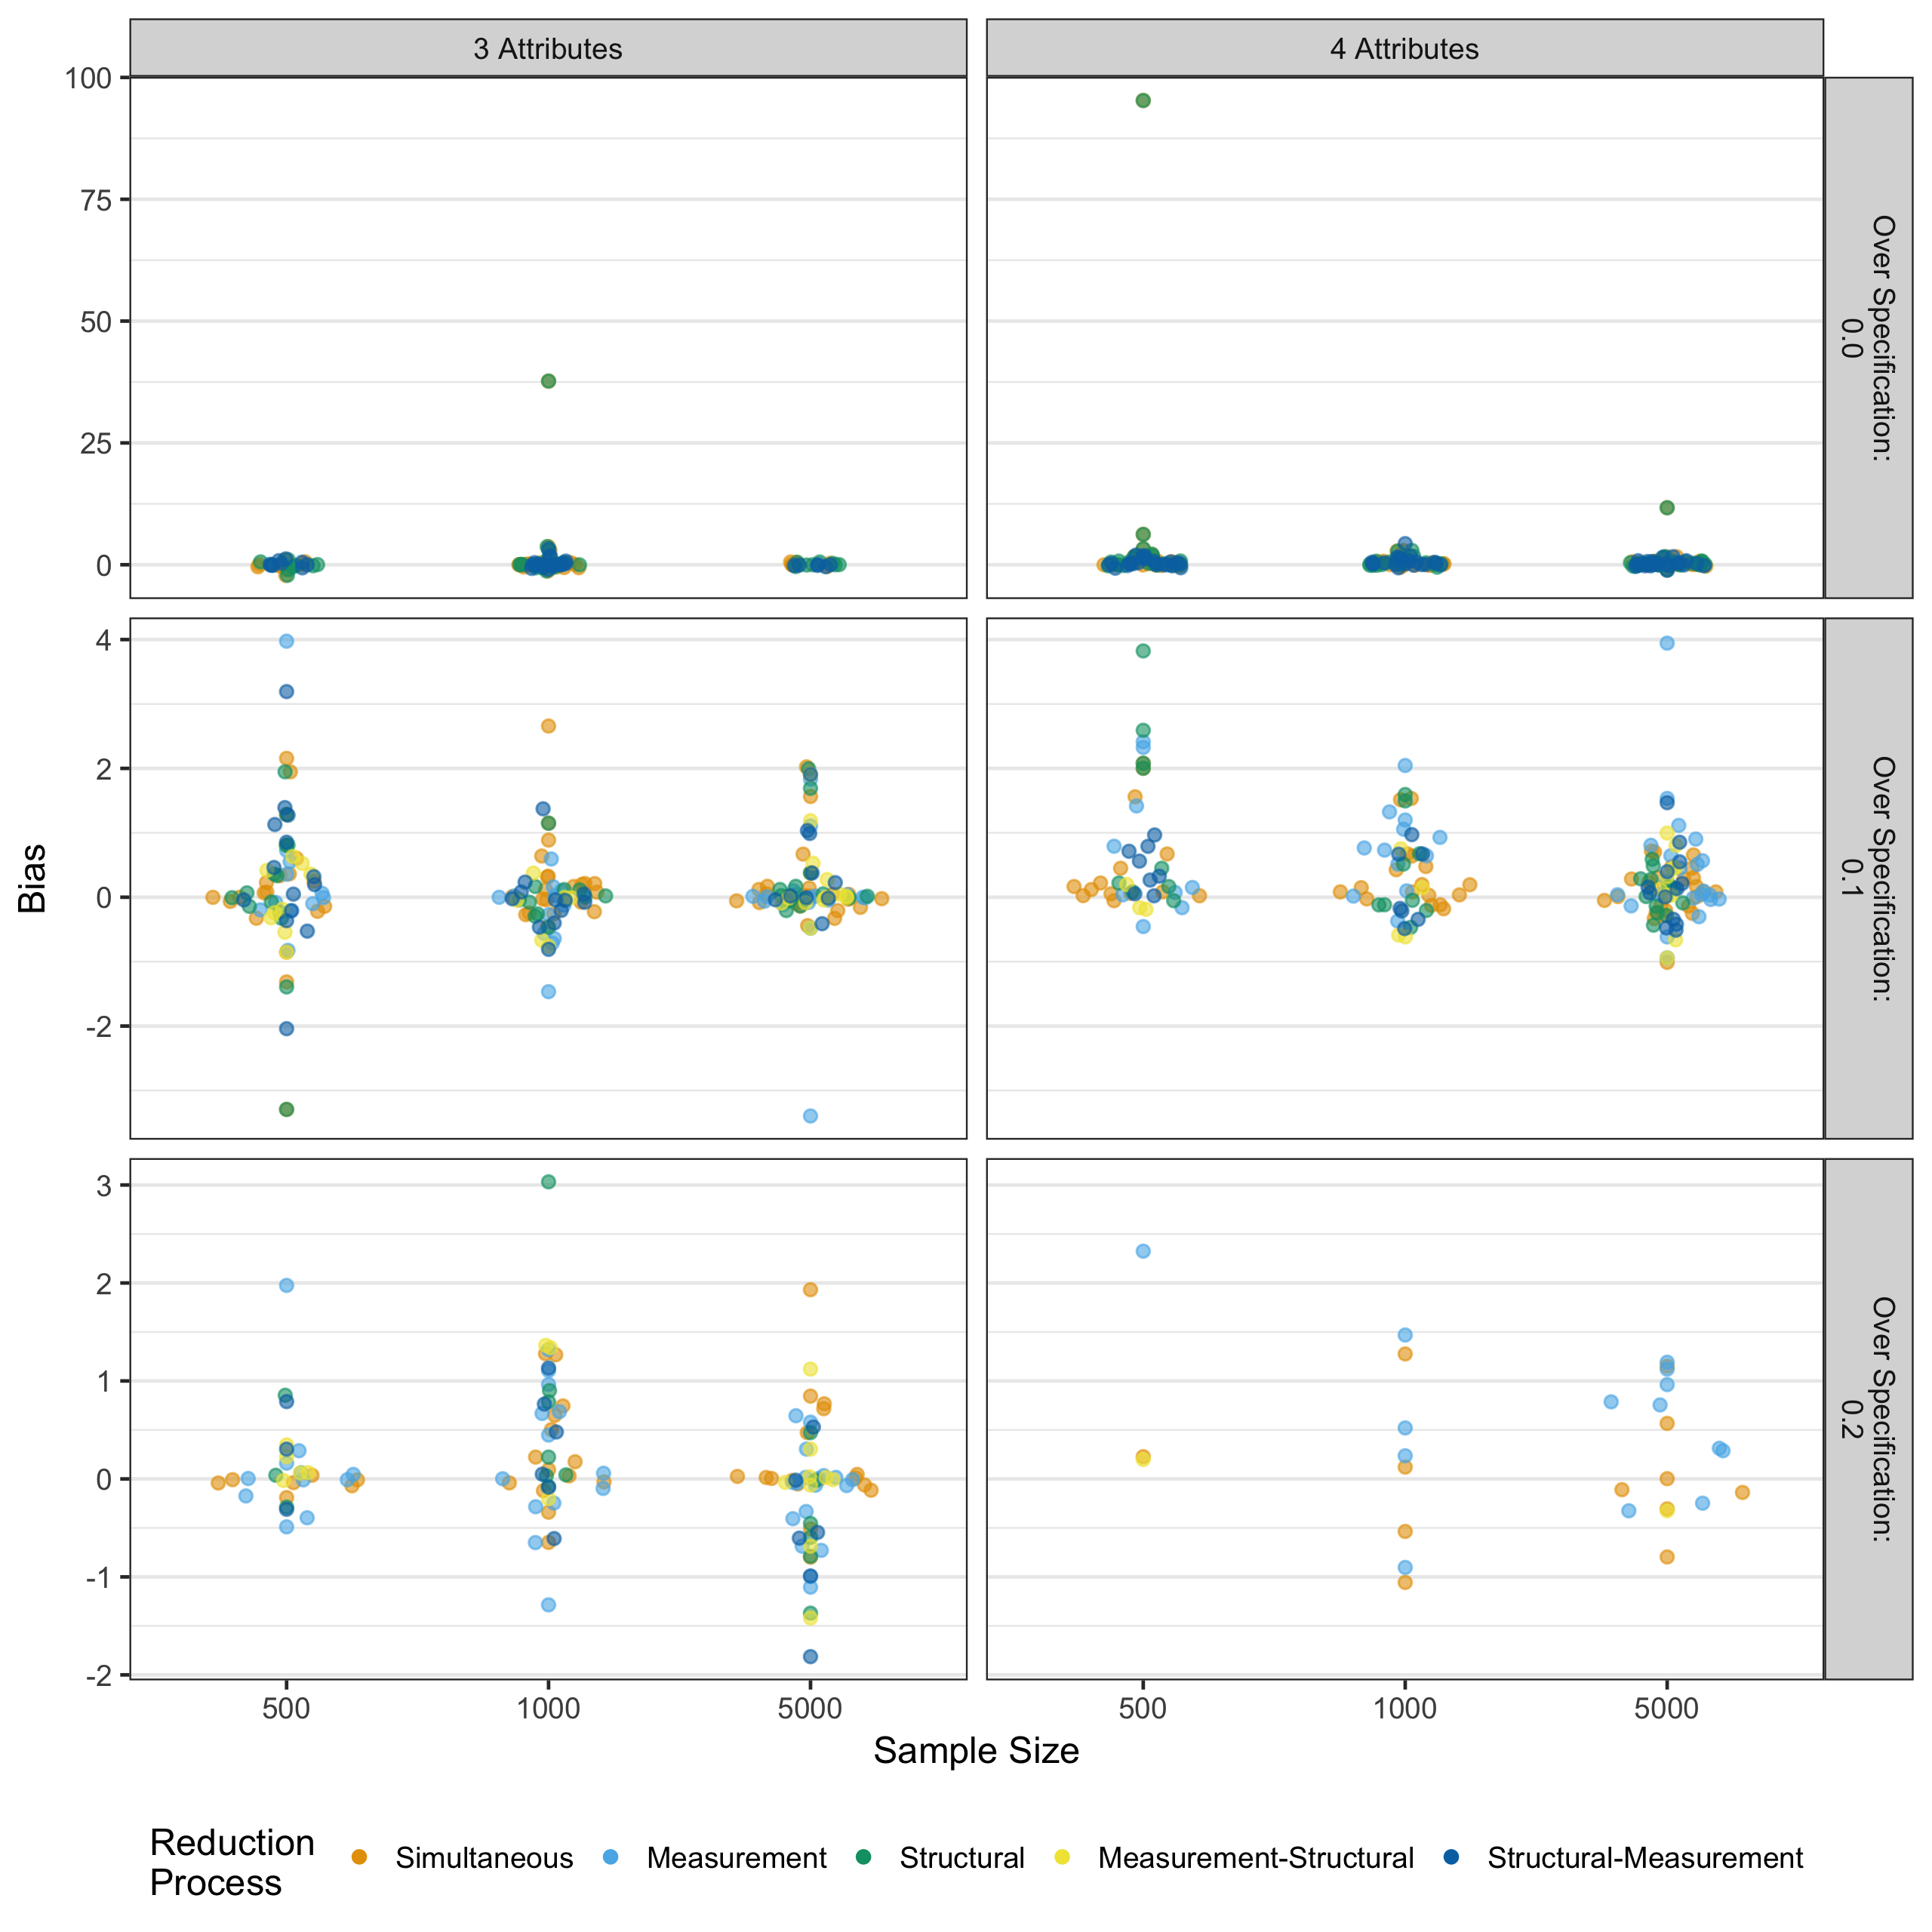 3 Attributes
4 Attributes
100
75
50
25
0
Over Specification:
0.0
4
2
0
-2
Over Specification:
0.1
3
2
1
0
-1
-2
Over Specification:
0.2
Bias
500
1000
5000
500
1000
5000
Sample Size
Reduction
Process
Simultaneous
Measurement
Structural
Measurement-Structural
Structural-Measurement